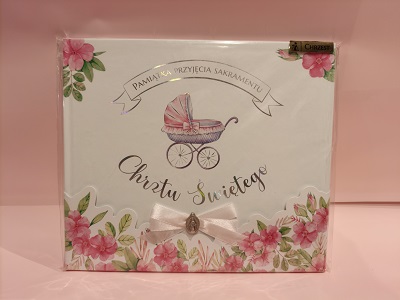 PAMIĄTKA PRZYJĘCIA SAKRAMENTU
Chrztu Świętego